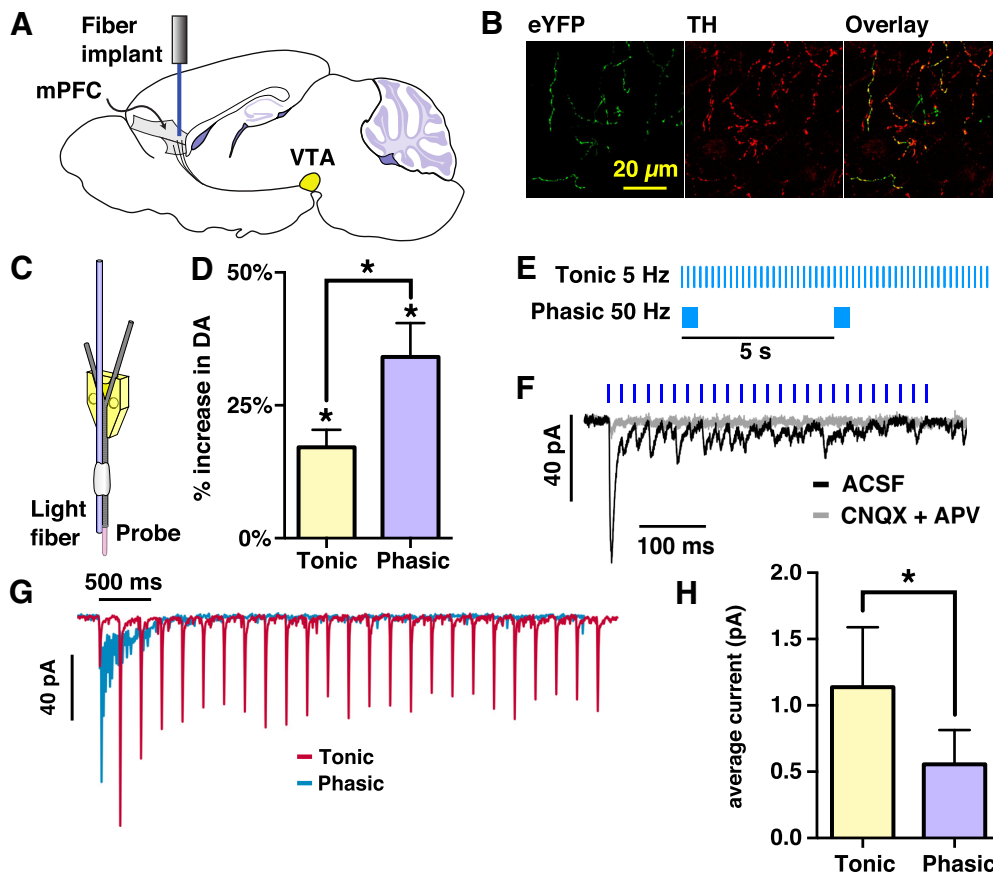 A
Fiber
implant
mPFC
VTA
B
eYFP
TH
Overlay
20 µm
C
Light
fiber
Probe
D
% increase in DA
50%
25%
0%
*
*
*
Tonic
Phasic
E
Tonic 5 Hz
Phasic 50 Hz
5 s
F
40 pA
ACSF
CNQX + APV
100 ms
G
500 ms
40 pA
Tonic
Phasic
H
average current (pA)
2.0
1.5
1.0
0.5
0.0
*
Tonic
Phasic